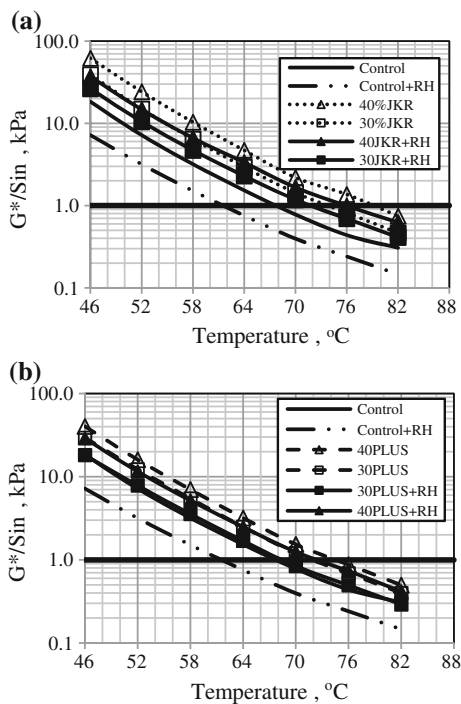 (a)
G*/Sin , kPa
100.0
10.0
1.0
0.1
Control
Control+RH
40%JKR
30%JKR
40JKR+RH
30JKR+RH
46 52 58 64 70 76 82 88
Temperature , °C
(b)
G*/Sin , kPa
100.0
10.0
1.0
0.1
Control
Control+RH
40PLUS
30PLUS
30PLUS+RH
40PLUS+RH
46 52 58 64 70 76 82 88
Temperature , °C